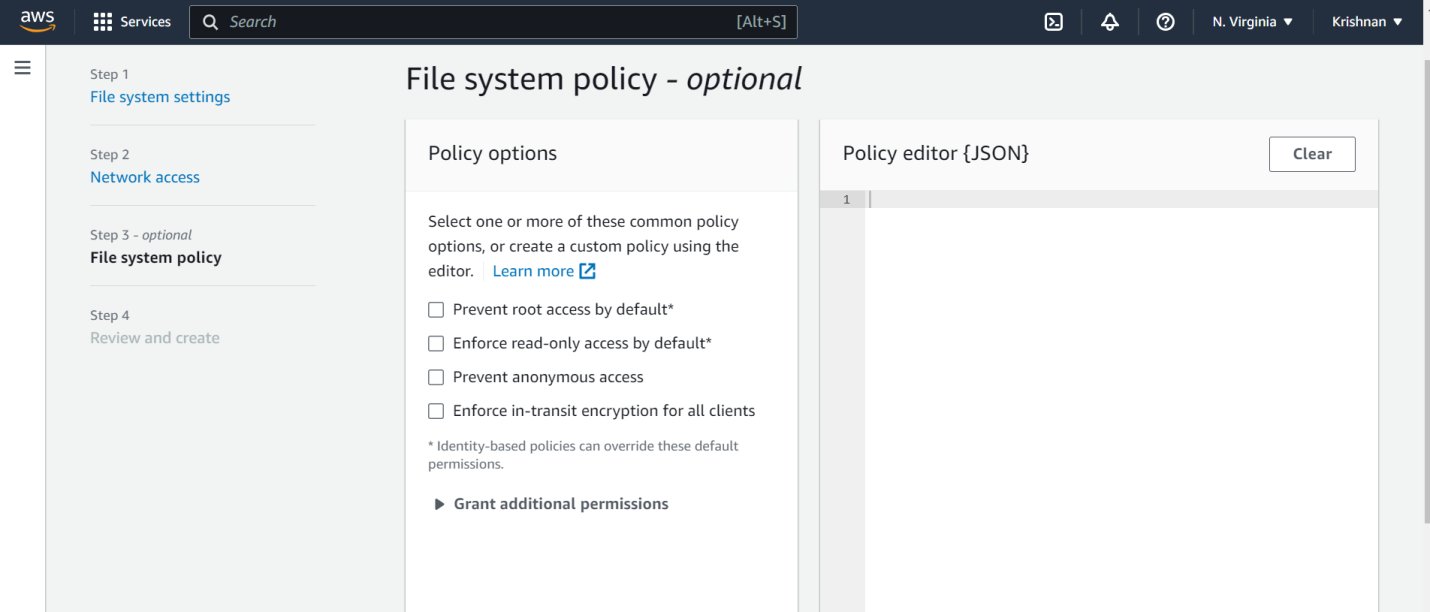 aws
Services
Search
[Alt+S]
N. Virginia
Krishnan
Step 1
File system settings
Step 2
Network access
Step 3 - optional
File system policy
Step 4
Review and create
File system policy - optional
Policy options
Select one or more of these common policy
options, or create a custom policy using the
editor. Learn more
Prevent root access by default*
Enforce read-only access by default*
Prevent anonymous access
Enforce in-transit encryption for all clients
* Identity-based policies can override these default
permissions.
Grant additional permissions
Policy editor {JSON}
Clear
1